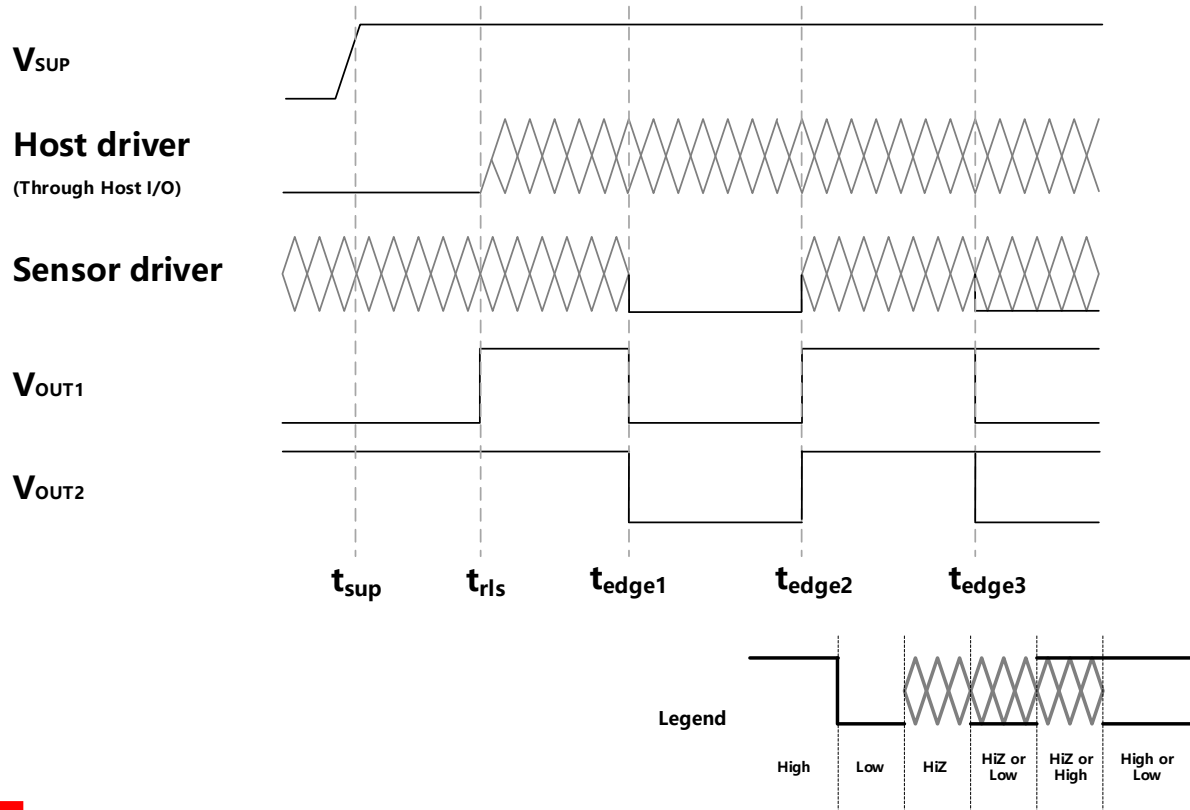 VSUP
Host driver
(Through Host I/O)
Sensor driver
VOUT1
VOUT2
tsup trls tedge1 tedge2 tedge3
Legend
High Low HiZ HiZ or Low HiZ or High High or Low